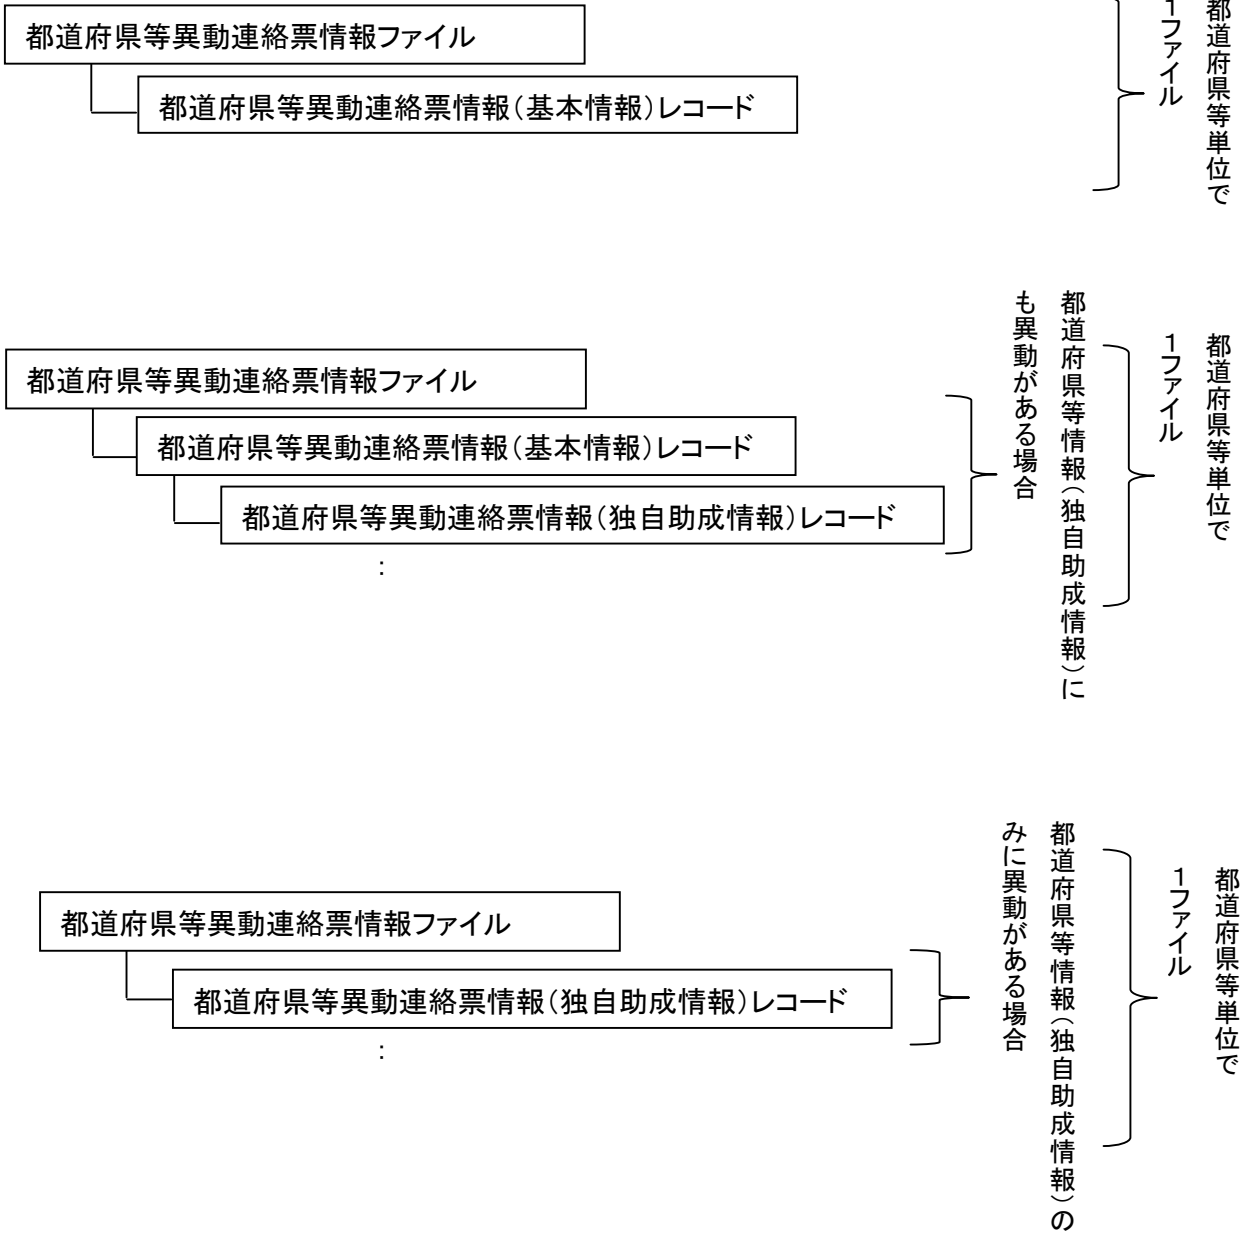 都道府県等異動連絡票情報ファイル
都道府県等異動連絡票情報（基本情報）レコード
都道府県等単位で
1ファイル
都道府県等異動連絡票情報ファイル
都道府県等異動連絡票情報（基本情報）レコード
都道府県等異動連絡票情報（独自助成情報）レコード
：
都道府県等情報（独自助成情報）に
も異動がある場合
都道府県等単位で
1ファイル
都道府県等異動連絡票情報ファイル
都道府県等異動連絡票情報（独自助成情報）レコード
：
都道府県等情報（独自助成情報）の
みに異動がある場合
都道府県等単位で
1ファイル